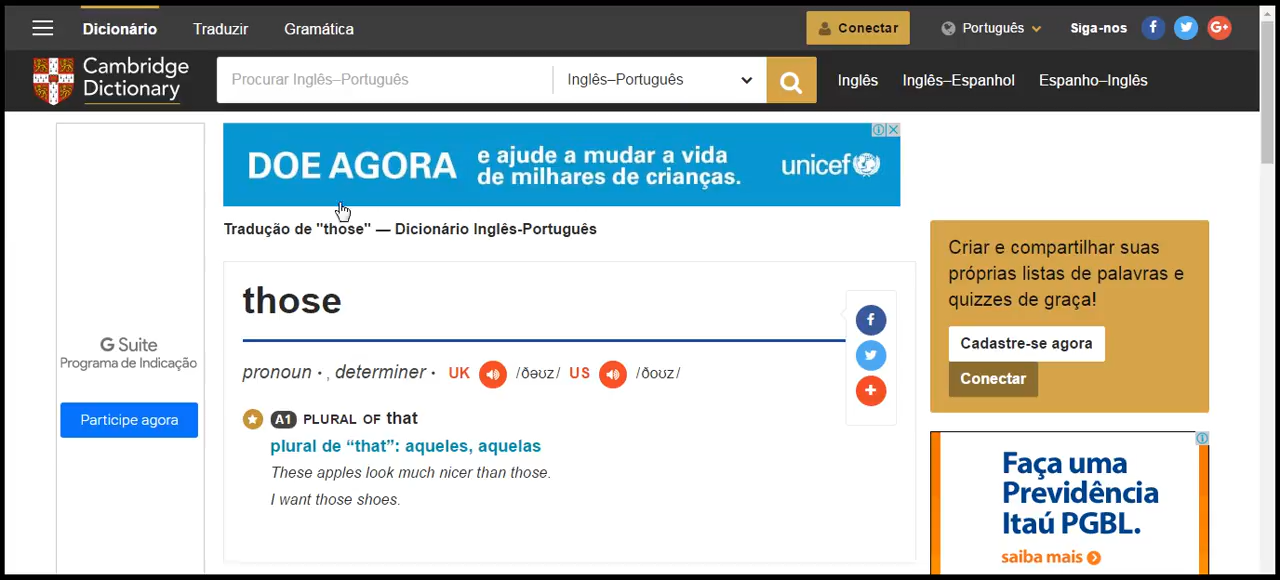 Dicionário Traduzir Gramática Conectar Português Siga-nos
Cambridge
Dictionary
Procurar Inglês–Português Inglês–Português Inglês Inglês–Espanhol Espanho–Inglês
DOE AGORA
e ajude a mudar a vida
de milhares de crianças.
unicef
Tradução de "those" — Dicionário Inglês-Português
G Suite
Programa de Indicação
Participe agora
those
pronoun · , determiner · UK /ðəʊz/ US /ðoʊz/
A1 PLURAL OF that
plural de “that”: aqueles, aquelas
These apples look much nicer than those.
I want those shoes.
Criar e compartilhar suas
próprias listas de palavras e
quizzes de graça!
Cadastre-se agora
Conectar
Faça uma
Previdência
Itaú PGBL.
saiba mais